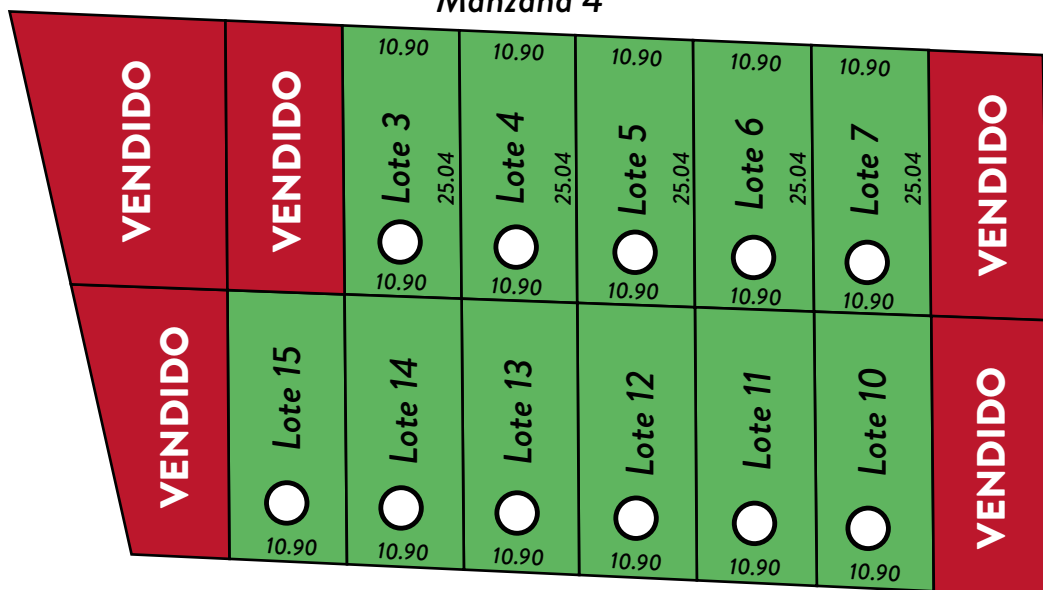 Manzana 4
VENDIDO
VENDIDO
10.90
Lote 3
25.04
10.90
10.90
Lote 4
25.04
10.90
10.90
Lote 5
25.04
10.90
10.90
Lote 6
25.04
10.90
10.90
Lote 7
25.04
10.90
VENDIDO
VENDIDO
Lote 15
10.90
Lote 14
10.90
Lote 13
10.90
Lote 12
10.90
Lote 11
10.90
Lote 10
10.90
VENDIDO